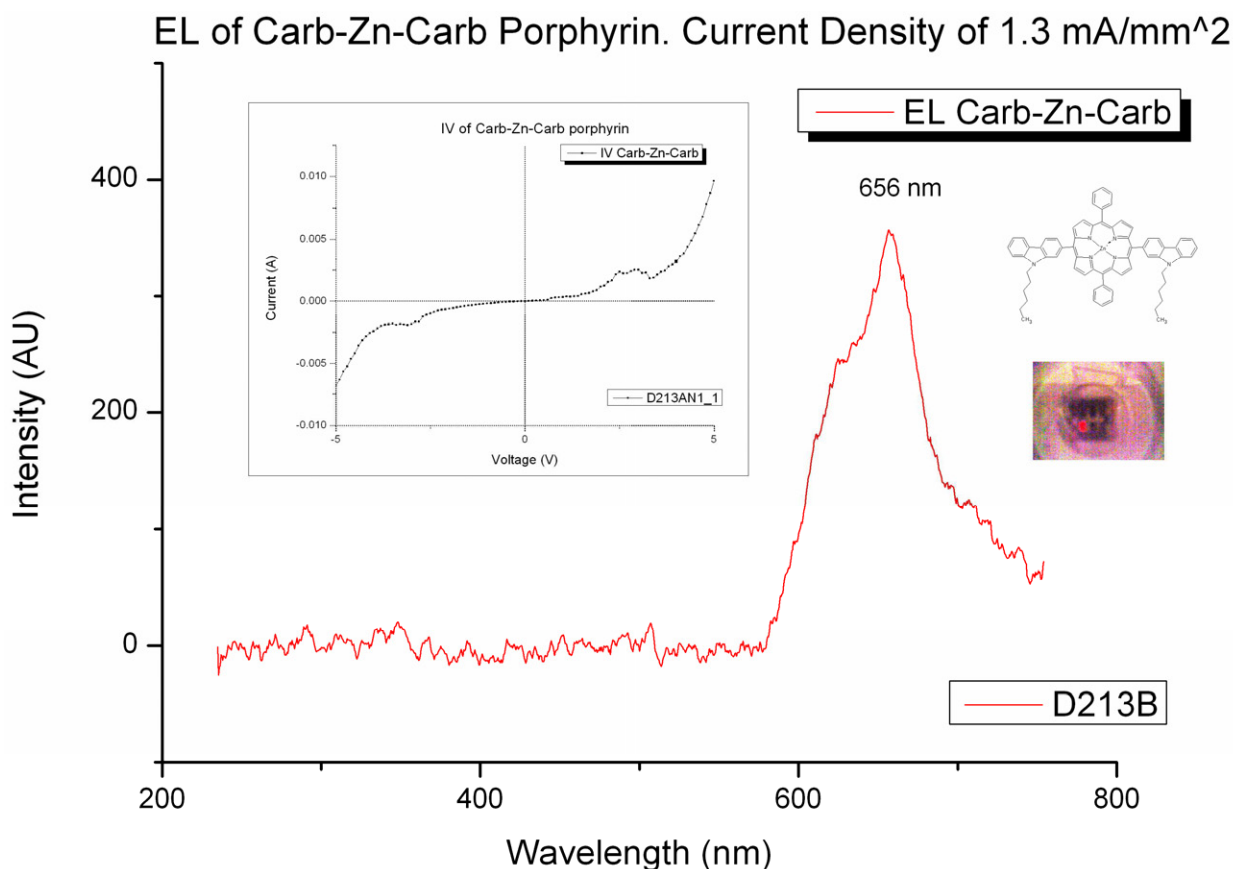 EL of Carb-Zn-Carb Porphyrin. Current Density of 1.3 mA/mm^2
EL Carb-Zn-Carb
IV of Carb-Zn-Carb porphyrin
IV Carb-Zn-Carb
0.010
0.005
0.000
-0.005
-0.010
Current (A)
-5
0
5
Voltage (V)
D213AN1_1
656 nm
N
N
N
N
Zn
N
N
CH3
CH3
400
200
0
Intensity (AU)
D213B
200
400
600
800
Wavelength (nm)